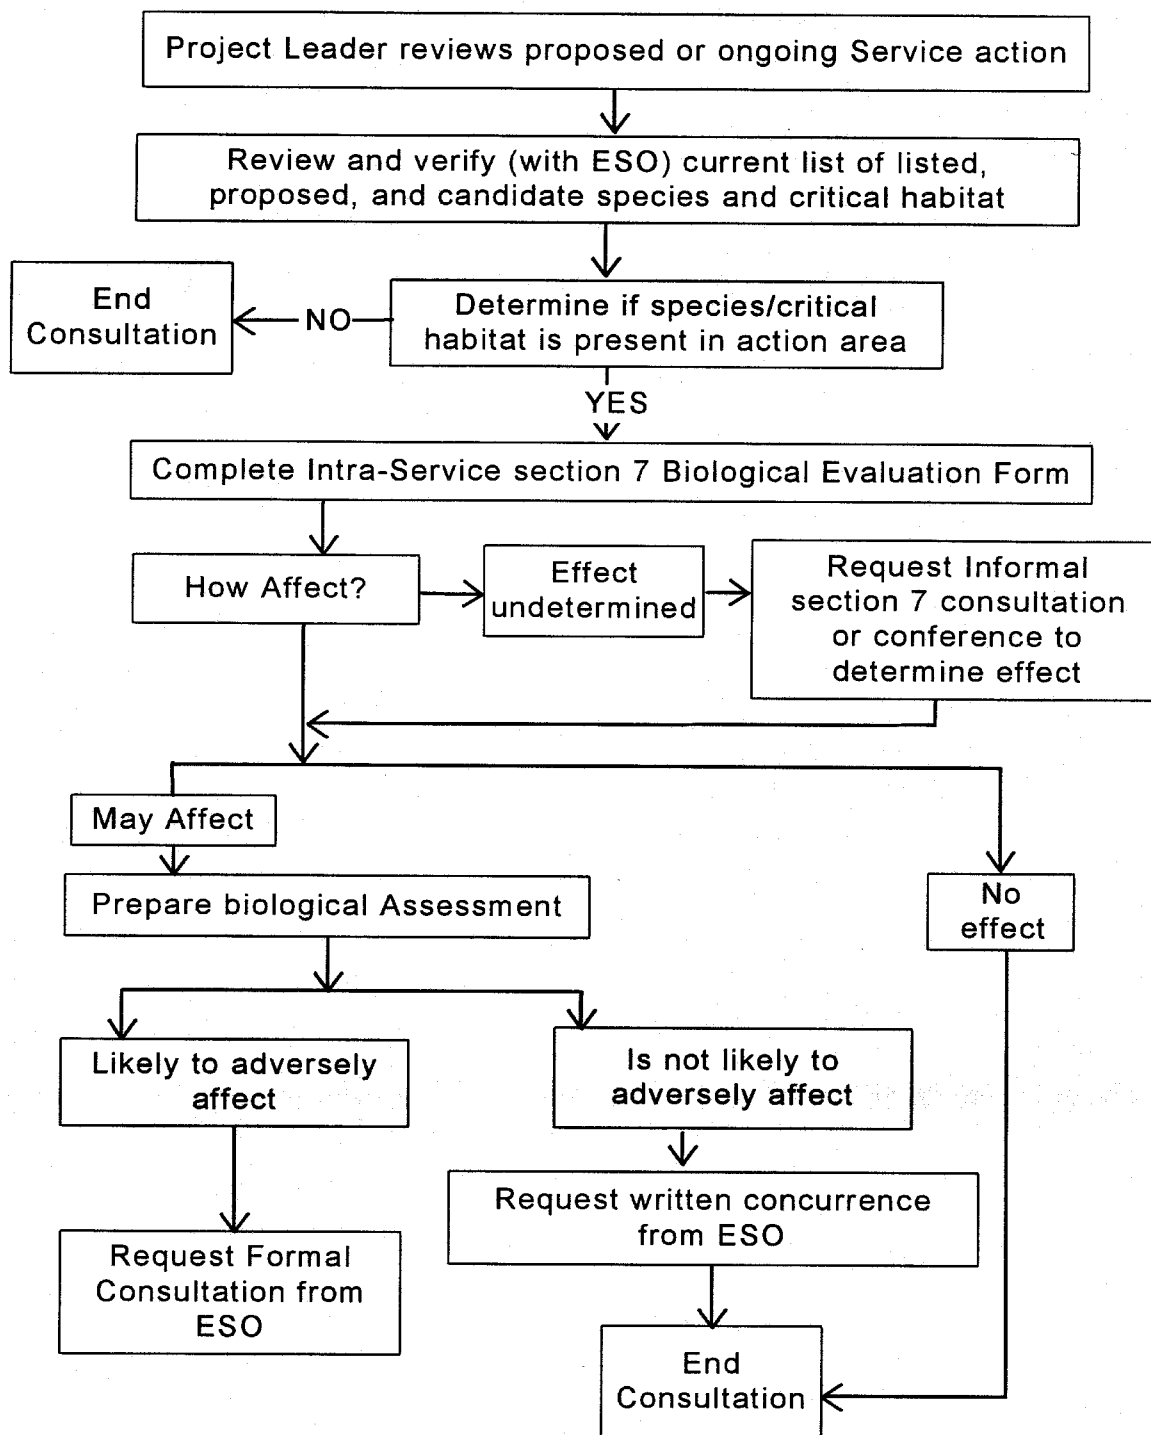 Project Leader reviews proposed or ongoing Service action
Review and verify (with ESO) current list of listed,
proposed, and candidate species and critical habitat
End
Consultation
NO
Determine if species/critical
habitat is present in action area
YES
Complete Intra-Service section 7 Biological Evaluation Form
How Affect?
Effect
undetermined
Request Informal
section 7 consultation
or conference to
determine effect
May Affect
Prepare biological Assessment
No
effect
Likely to adversely
affect
Is not likely to
adversely affect
Request written concurrence
from ESO
Request Formal
Consultation from
ESO
End
Consultation